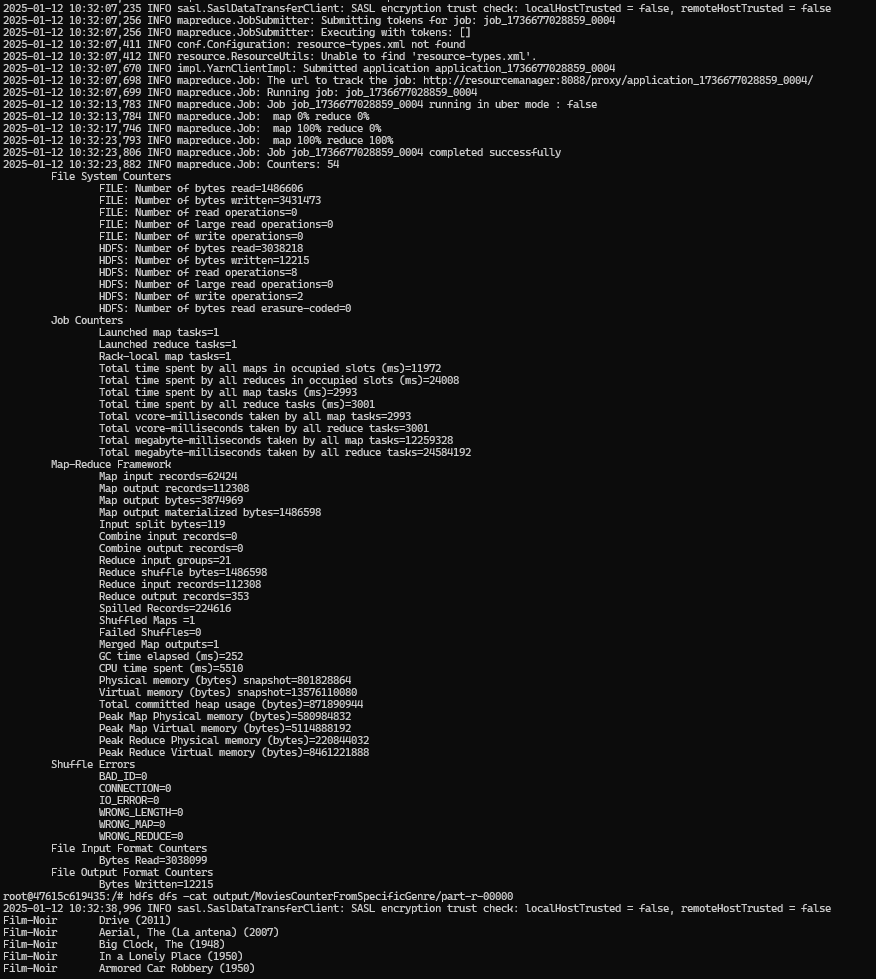 2025-01-12 10:32:07,235 INFO sasl.SaslDataTransferClient: SASL encryption trust check: localHostTrusted = false, remoteHostTrusted = false
2025-01-12 10:32:07,256 INFO mapreduce.JobSubmitter: Submitting tokens for job: job_1736677028859_0004
2025-01-12 10:32:07,256 INFO mapreduce.JobSubmitter: Executing with tokens: []
2025-01-12 10:32:07,411 INFO conf.Configuration: resource-types.xml not found
2025-01-12 10:32:07,412 INFO resource.ResourceUtils: Unable to find 'resource-types.xml'.
2025-01-12 10:32:07,670 INFO impl.YarnClientImpl: Submitted application application_1736677028859_0004
2025-01-12 10:32:07,698 INFO mapreduce.Job: The url to track the job: http://resourcemanager:8088/proxy/application_1736677028859_0004/
2025-01-12 10:32:07,699 INFO mapreduce.Job: Running job: job_1736677028859_0004
2025-01-12 10:32:13,783 INFO mapreduce.Job: Job job_1736677028859_0004 running in uber mode : false
2025-01-12 10:32:13,784 INFO mapreduce.Job:  map 0% reduce 0%
2025-01-12 10:32:17,746 INFO mapreduce.Job:  map 100% reduce 0%
2025-01-12 10:32:23,793 INFO mapreduce.Job:  map 100% reduce 100%
2025-01-12 10:32:23,806 INFO mapreduce.Job: Job job_1736677028859_0004 completed successfully
2025-01-12 10:32:23,882 INFO mapreduce.Job: Counters: 54
File System Counters
FILE: Number of bytes read=1486606
FILE: Number of bytes written=3431473
FILE: Number of read operations=0
FILE: Number of large read operations=0
FILE: Number of write operations=0
HDFS: Number of bytes read=3038218
HDFS: Number of bytes written=12215
HDFS: Number of read operations=8
HDFS: Number of large read operations=0
HDFS: Number of write operations=2
HDFS: Number of bytes read erasure-coded=0
Job Counters
Launched map tasks=1
Launched reduce tasks=1
Rack-local map tasks=1
Total time spent by all maps in occupied slots (ms)=11972
Total time spent by all reduces in occupied slots (ms)=24008
Total time spent by all map tasks (ms)=2993
Total time spent by all reduce tasks (ms)=3001
Total vcore-milliseconds taken by all map tasks=2993
Total vcore-milliseconds taken by all reduce tasks=3001
Total megabyte-milliseconds taken by all map tasks=12259328
Total megabyte-milliseconds taken by all reduce tasks=24584192
Map-Reduce Framework
Map input records=62424
Map output records=112308
Map output bytes=3874969
Map output materialized bytes=1486598
Input split bytes=119
Combine input records=0
Combine output records=0
Reduce input groups=21
Reduce shuffle bytes=1486598
Reduce input records=112308
Reduce output records=353
Spilled Records=224616
Shuffled Maps =1
Failed Shuffles=0
Merged Map outputs=1
GC time elapsed (ms)=252
CPU time spent (ms)=5510
Physical memory (bytes) snapshot=801828864
Virtual memory (bytes) snapshot=13576110080
Total committed heap usage (bytes)=871890944
Peak Map Physical memory (bytes)=580984832
Peak Map Virtual memory (bytes)=5114888192
Peak Reduce Physical memory (bytes)=220844032
Peak Reduce Virtual memory (bytes)=8461221888
Shuffle Errors
BAD_ID=0
CONNECTION=0
IO_ERROR=0
WRONG_LENGTH=0
WRONG_MAP=0
WRONG_REDUCE=0
File Input Format Counters
Bytes Read=3038099
File Output Format Counters
Bytes Written=12215
root@47615c619435:/# hdfs dfs -cat output/MoviesCounterFromSpecificGenre/part-r-00000
2025-01-12 10:32:38,996 INFO sasl.SaslDataTransferClient: SASL encryption trust check: localHostTrusted = false, remoteHostTrusted = false
Film-Noir	Drive (2011)
Film-Noir	Aerial, The (La antena) (2007)
Film-Noir	Big Clock, The (1948)
Film-Noir	In a Lonely Place (1950)
Film-Noir	Armored Car Robbery (1950)